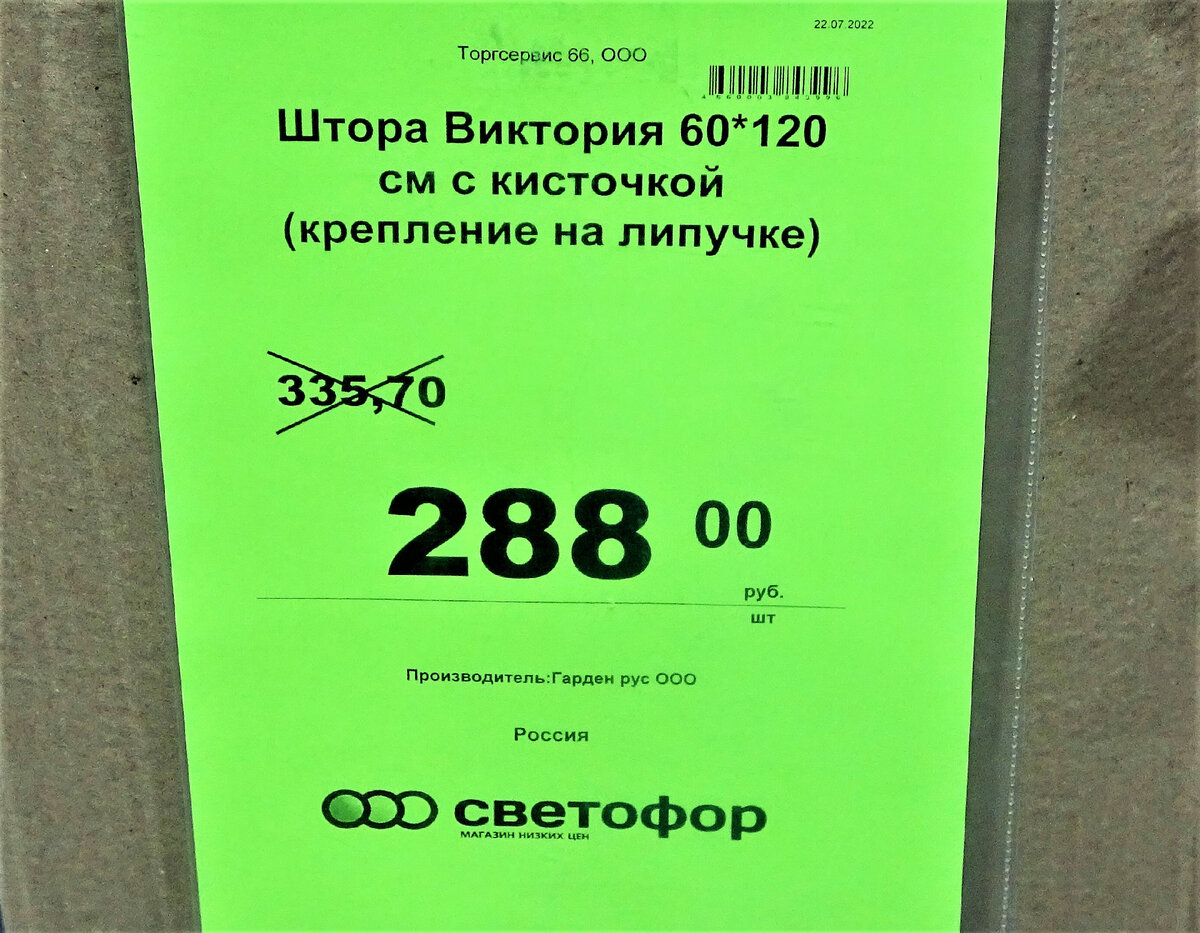 22.07.2022
Торгсервис 66, ООО
Штора Виктория 60*120
см с кисточкой
(крепление на липучке)
335,70
288 00
руб.
шт
Производитель:Гарден рус ООО
Россия
светофор
МАГАЗИН НИЗКИХ ЦЕН